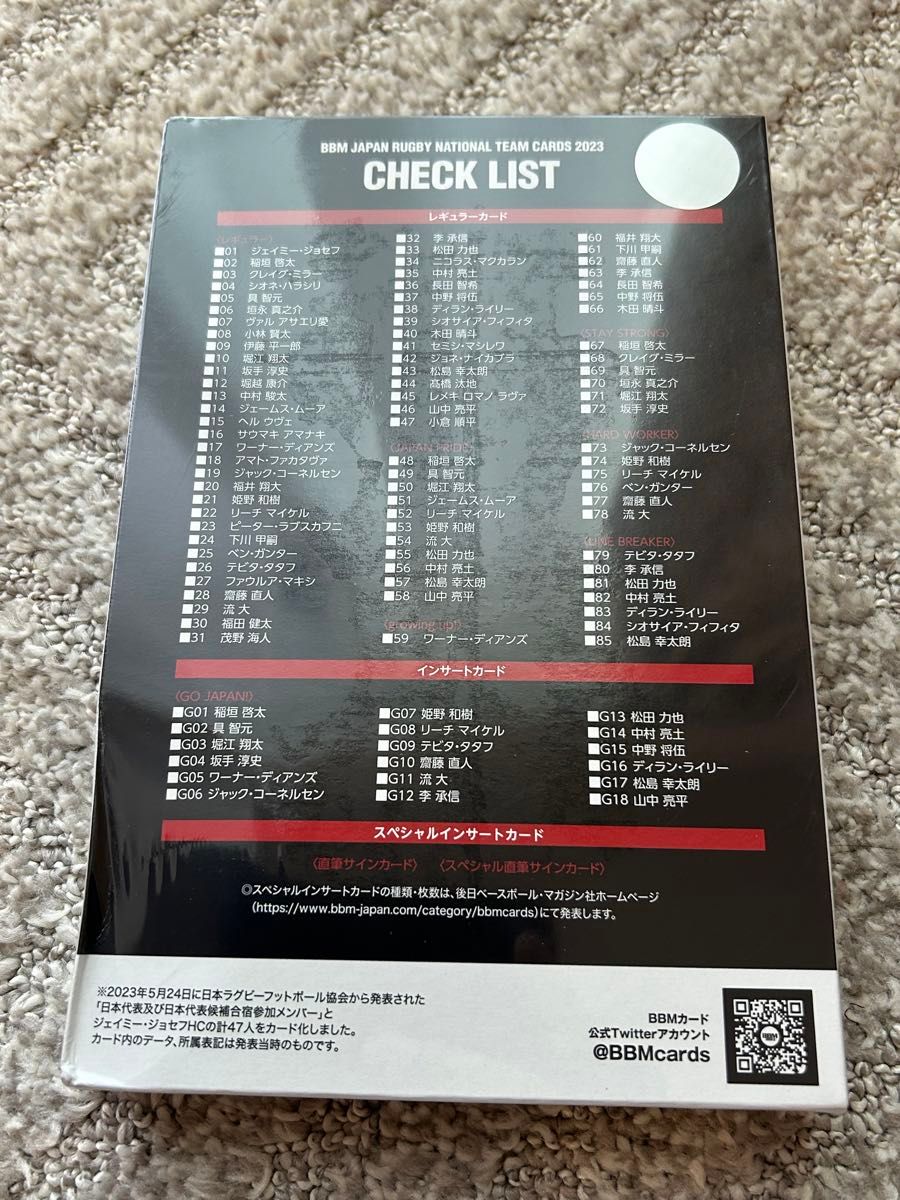 BBM JAPAN RUGBY NATIONAL TEAM CARDS 2023
CHECK LIST
レギュラーカード
〈レギュラー〉
■01 ジェイミー・ジョセフ
■02 稲垣 啓太
■03 クレイグ・ミラー
■04 シオネ・ハラシリ
■05 具 智元
■06 垣永 真之介
■07 ヴァル アサエリ愛
■08 小林 賢太
■09 伊藤 平一郎
■10 堀江 翔太
■11 坂手 淳史
■12 堀越 康介
■13 中村 駿太
■14 ジェームス・ムーア
■15 ヘル ウヴェ
■16 サウマキ アマナキ
■17 ワーナー・ディアンズ
■18 アマト・ファカタヴァ
■19 ジャック・コーネルセン
■20 福井 翔大
■21 姫野 和樹
■22 リーチ マイケル
■23 ピーター・ラブスカフニ
■24 下川 甲嗣
■25 ベン・ガンター
■26 テビタ・タタフ
■27 ファウルア・マキシ
■28 齋藤 直人
■29 流 大
■30 福田 健太
■31 茂野 海人
■32 李 承信
■33 松田 力也
■34 ニコラス・マクカラン
■35 中村 亮土
■36 長田 智希
■37 中野 将伍
■38 ディラン・ライリー
■39 シオサイア・フィフィタ
■40 木田 晴斗
■41 セミシ・マシレワ
■42 ジョネ・ナイカブラ
■43 松島 幸太朗
■44 髙橋 汰地
■45 レメキ ロマノ ラヴァ
■46 山中 亮平
■47 小倉 順平
〈JAPAN PRIDE〉
■48 稲垣 啓太
■49 具 智元
■50 堀江 翔太
■51 ジェームス・ムーア
■52 リーチ マイケル
■53 姫野 和樹
■54 流 大
■55 松田 力也
■56 中村 亮土
■57 松島 幸太朗
■58 山中 亮平
〈growing up!〉
■59 ワーナー・ディアンズ
■60 福井 翔大
■61 下川 甲嗣
■62 齋藤 直人
■63 李 承信
■64 長田 智希
■65 中野 将伍
■66 木田 晴斗
〈STAY STRONG〉
■67 稲垣 啓太
■68 クレイグ・ミラー
■69 具 智元
■70 垣永 真之介
■71 堀江 翔太
■72 坂手 淳史
〈HARD WORKER〉
■73 ジャック・コーネルセン
■74 姫野 和樹
■75 リーチ マイケル
■76 ベン・ガンター
■77 齋藤 直人
■78 流 大
〈LINE BREAKER〉
■79 テビタ・タタフ
■80 李 承信
■81 松田 力也
■82 中村 亮土
■83 ディラン・ライリー
■84 シオサイア・フィフィタ
■85 松島 幸太朗
インサートカード
〈GO JAPAN!〉
■G01 稲垣 啓太
■G02 具 智元
■G03 堀江 翔太
■G04 坂手 淳史
■G05 ワーナー・ディアンズ
■G06 ジャック・コーネルセン
■G07 姫野 和樹
■G08 リーチ マイケル
■G09 テビタ・タタフ
■G10 齋藤 直人
■G11 流 大
■G12 李 承信
■G13 松田 力也
■G14 中村 亮土
■G15 中野 将伍
■G16 ディラン・ライリー
■G17 松島 幸太朗
■G18 山中 亮平
スペシャルインサートカード
〈直筆サインカード〉 〈スペシャル直筆サインカード〉
◎スペシャルインサートカードの種類・枚数は、後日ベースボール・マガジン社ホームページ
(https://www.bbm-japan.com/category/bbmcards)にて発表します。
※2023年5月24日に日本ラグビーフットボール協会から発表された
「日本代表及び日本代表候補合宿参加メンバー」と
ジェイミー・ジョセフHCの計47人をカード化しました。
カード内のデータ、所属表記は発表当時のものです。
BBMカード
公式Twitterアカウント
@BBMcards
BBM